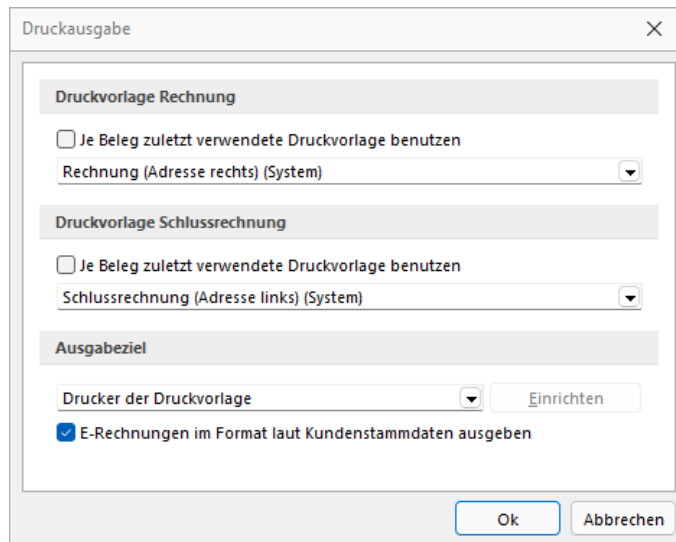 Druckausgabe
Druckvorlage Rechnung
Je Beleg zuletzt verwendete Druckvorlage benutzen
Rechnung (Adresse rechts) (System)
Druckvorlage Schlussrechnung
Je Beleg zuletzt verwendete Druckvorlage benutzen
Schlussrechnung (Adresse links) (System)
Ausgabeziel
Drucker der Druckvorlage Einrichten
E-Rechnungen im Format laut Kundenstammdaten ausgeben
Ok Abbrechen